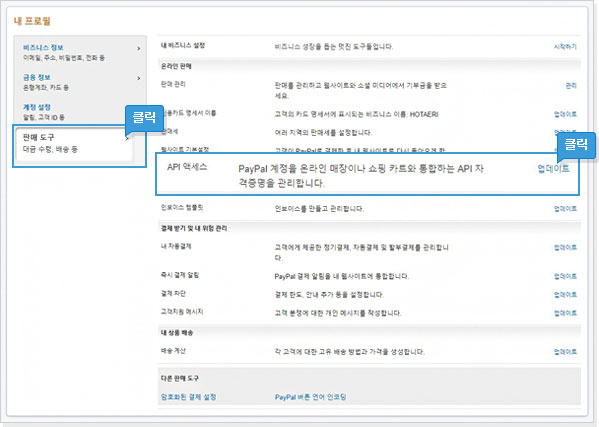 내 프로필
비즈니스 정보
이메일, 주소, 비밀번호, 전화 등
금융 정보
은행계좌, 카드 등
계정 설정
알림, 고객 ID 등
클릭
판매 도구
대금 수령, 배송 등
내 비즈니스 설정 비즈니스 성장을 돕는 멋진 도구들입니다. 시작하기
온라인 판매
판매 관리 판매를 관리하고 웹사이트와 소셜 미디어에서 기부금을 받으 관리
세요.
신용카드 명세서 이름 고객의 카드 명세서에 표시되는 비즈니스 이름: HOTAERI 업데이트
판매세 여러 지역의 판매세를 설정합니다. 업데이트
웹사이트 기본설정
클릭
API 액세스 PayPal 계정을 온라인 매장이나 쇼핑 카트와 통합하는 API 자 업데이트
격증명을 관리합니다.
인보이스 템플릿 인보이스를 만들고 관리합니다. 업데이트
결제 받기 및 내 위험 관리
내 자동결제 고객에게 제공한 정기결제, 자동결제 및 할부결제를 관리합니 업데이트
다.
즉시 결제 알림 PayPal 결제 알림을 내 웹사이트에 통합합니다. 업데이트
결제 차단 결제 한도, 안내 추가 등을 설정합니다. 업데이트
고객지원 메시지 고객 분쟁에 대한 개인 메시지를 작성합니다. 업데이트
내 상품 배송
배송 계산 각 고객에 대한 고유 배송 방법과 가격을 생성합니다. 업데이트
다른 판매 도구
암호화된 결제 설정 PayPal 버튼 언어 인코딩